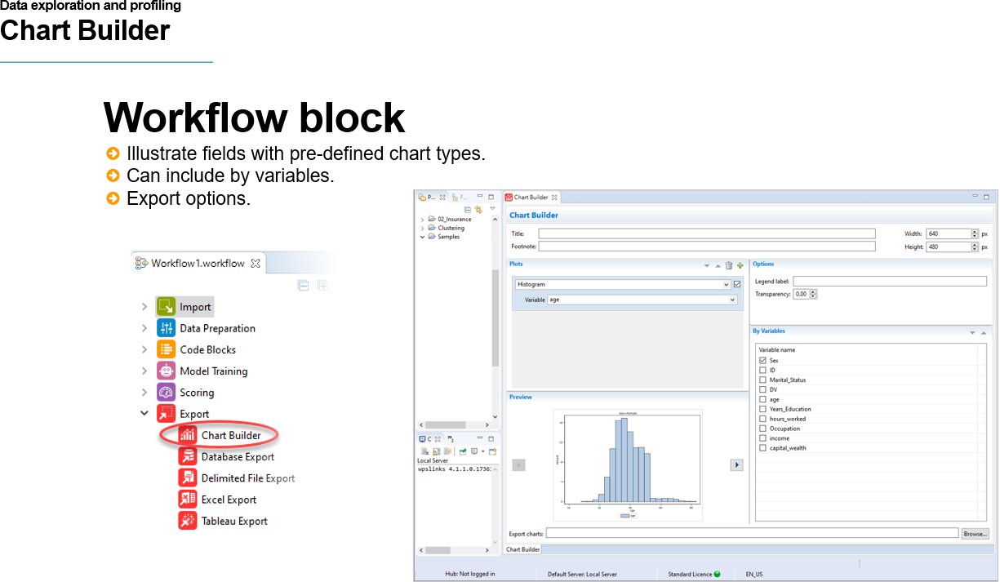 Data exploration and profiling
Chart Builder
Workflow block
Illustrate fields with pre-defined chart types.
Can include by variables.
Export options.
Workflow1.workflow
Import
Data Preparation
Code Blocks
Model Training
Scoring
Export
Chart Builder
Database Export
Delimited File Export
Excel Export
Tableau Export
P...
F...
02_Insurance
Clustering
Samples
C
»3
Local Server
wpslinks 4.1.1.0.1736
Chart Builder
Chart Builder
Title:
Width: 640 px
Footnote:
Height: 480 px
Plots
Histogram
Variable age
Options
Legend label:
Transparency: 0.00
By Variables
Variable name
Sex
ID
Marital_Status
DV
age
Years_Education
hours_worked
Occupation
income
capital_wealth
Preview
Sex=Female
age
age
Export charts:
Browse...
Chart Builder
Hub: Not logged in
Default Server: Local Server
Standard Licence
EN_US